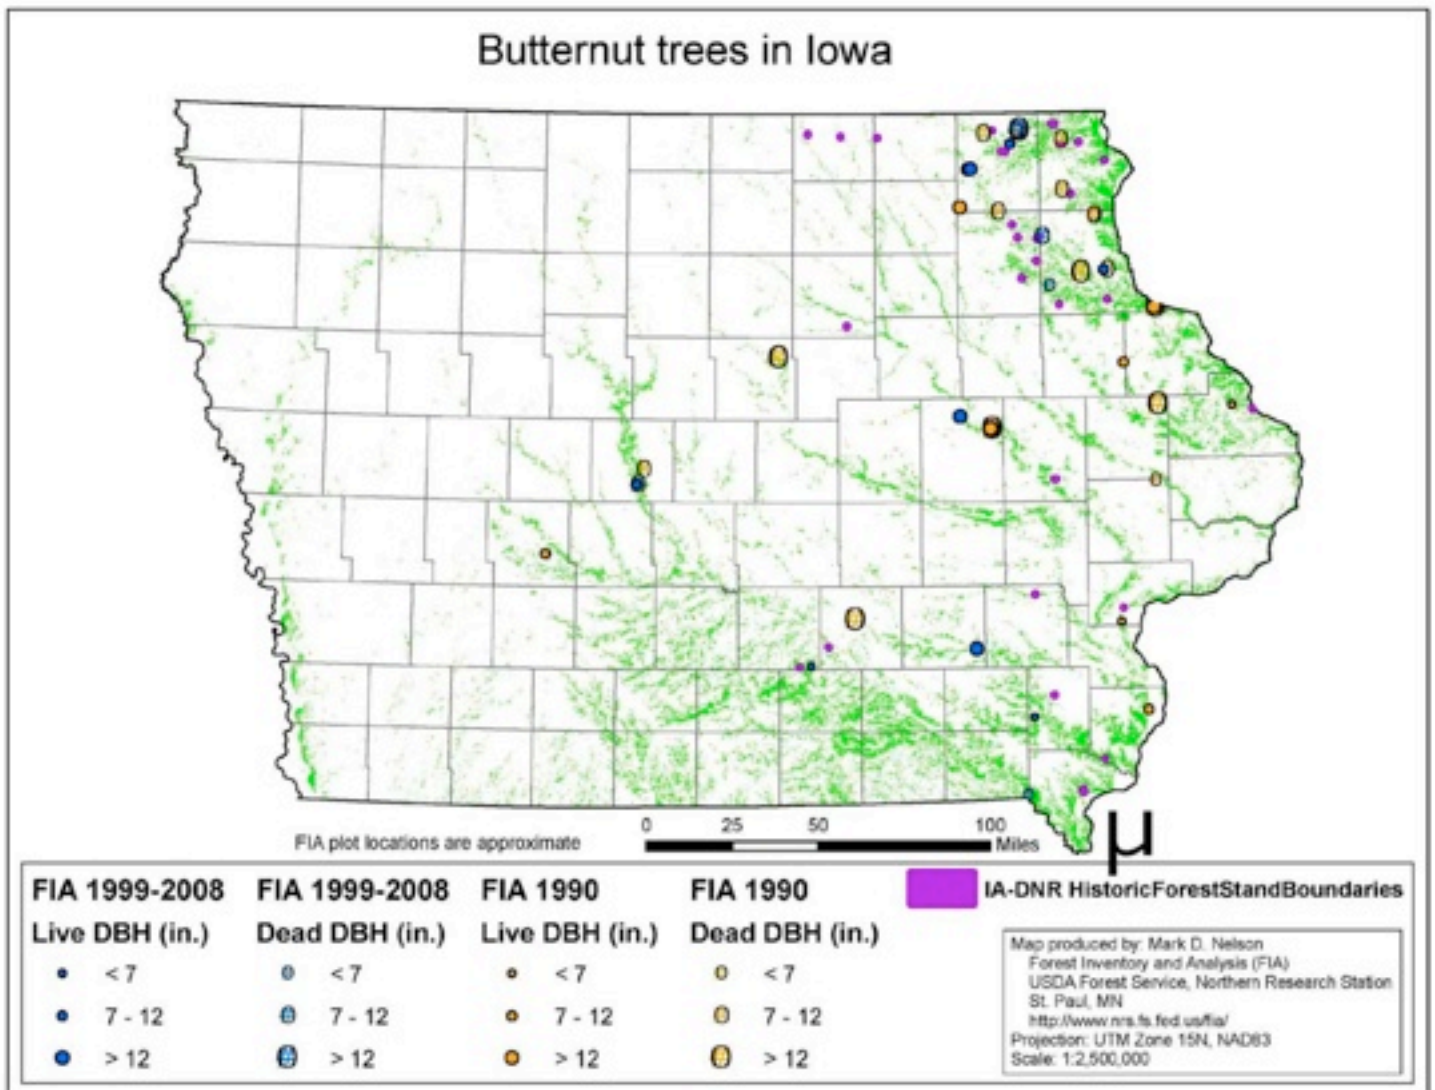 Butternut trees in Iowa
FIA plot locations are approximate
0 25 50 100
Miles
µ
FIA 1999-2008
Live DBH (in.)
< 7
7 - 12
> 12
FIA 1999-2008
Dead DBH (in.)
< 7
7 - 12
> 12
FIA 1990
Live DBH (in.)
< 7
7 - 12
> 12
FIA 1990
Dead DBH (in.)
< 7
7 - 12
> 12
IA-DNR HistoricForestStandBoundaries
Map produced by: Mark D. Nelson
Forest Inventory and Analysis (FIA)
USDA Forest Service, Northern Research Station
St. Paul, MN
http://www.nrs.fs.fed.us/fia/
Projection: UTM Zone 15N, NAD83
Scale: 1:2,500,000